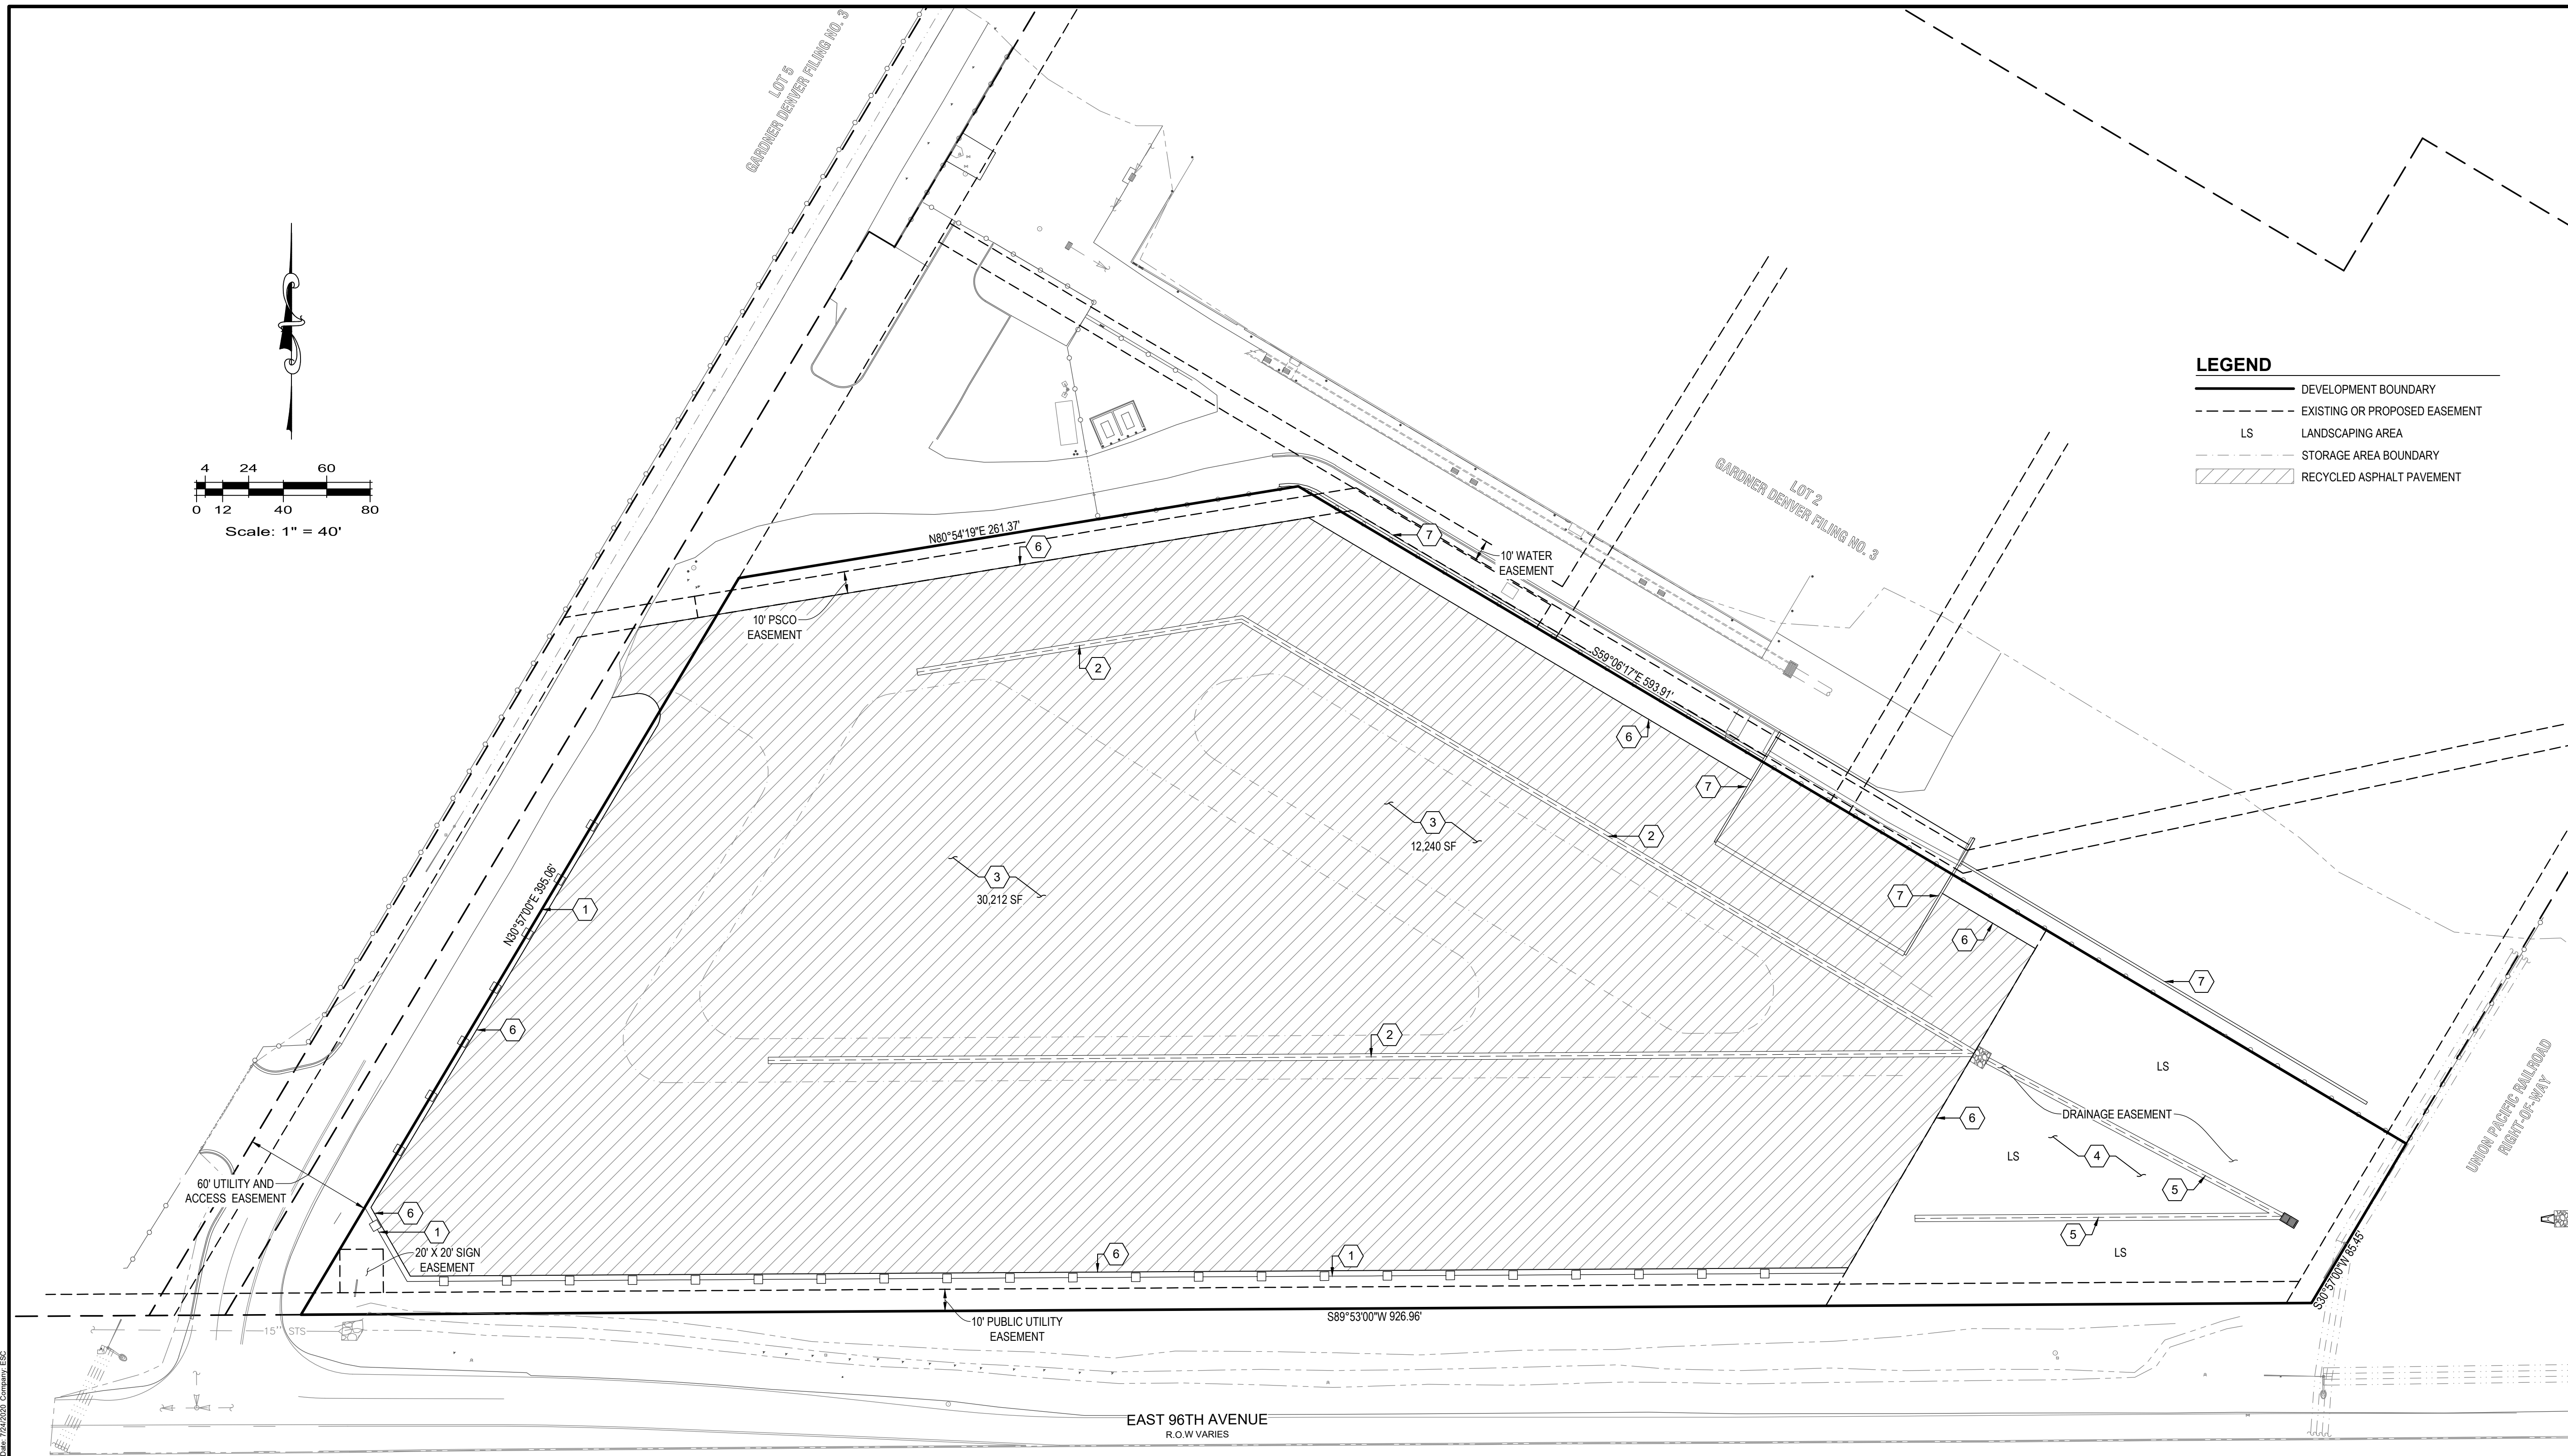 LOT 5
GARDNER DENVER FILING NO. 3
4 24 60
0 12 40 80
Scale: 1" = 40'
LEGEND
DEVELOPMENT BOUNDARY
EXISTING OR PROPOSED EASEMENT
LS LANDSCAPING AREA
STORAGE AREA BOUNDARY
RECYCLED ASPHALT PAVEMENT
LOT 2
GARDNER DENVER FILING NO. 3
N80°54'19"E 261.37'
6
7
10' WATER
EASEMENT
10' PSCO
EASEMENT
2
S59°06'17"E 593.91'
6
7
3
12,240 SF
2
3
30,212 SF
N30°57'00"E 395.06'
1
7
6
7
6
2
LS
UNION PACIFIC RAILROAD
RIGHT-OF-WAY
DRAINAGE EASEMENT
6
LS
4
5
60' UTILITY AND
ACCESS EASEMENT
6
1
5
LS
20' X 20' SIGN
EASEMENT
6
1
S30°57'00"W 85.45'
10' PUBLIC UTILITY
EASEMENT
S89°53'00"W 926.96'
15" STS
EAST 96TH AVENUE
R.O.W VARIES
Date: 7/24/2020 Company: ESC